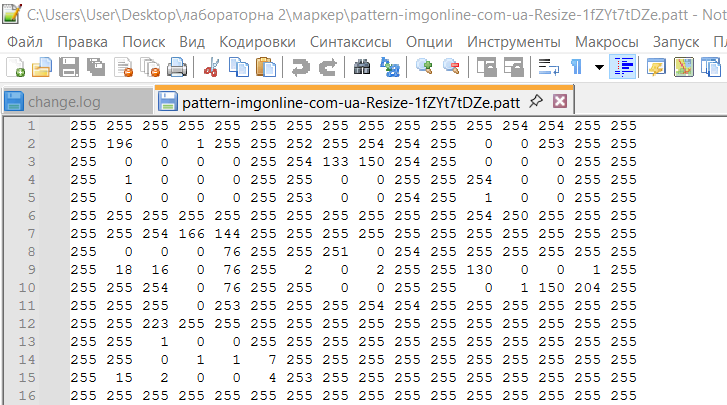 C:\Users\User\Desktop\лабораторна 2\маркер\pattern-imgonline-com-ua-Resize-1fZYt7tDZe.patt - Not
Файл Правка Поиск Вид Кодировки Синтаксисы Опции Инструменты Макросы Запуск
change.log pattern-imgonline-com-ua-Resize-1fZYt7tDZe.patt
1 255 255 255 255 255 255 255 255 255 255 255 255 254 254 255 255
2 255 196 0 1 255 255 252 255 254 254 255 0 0 253 255 255
3 255 0 0 0 0 255 254 133 150 254 255 0 0 0 255 255
4 255 1 0 0 0 255 255 0 0 255 255 254 0 0 255 255
5 255 0 0 0 0 255 253 0 0 254 255 1 0 0 255 255
6 255 255 255 255 255 255 255 255 255 255 255 254 250 255 255 255
7 255 255 254 166 144 255 255 255 255 255 255 255 255 255 255 255
8 255 0 0 0 76 255 255 251 0 254 255 255 255 255 255 255
9 255 18 16 0 76 255 2 0 2 255 255 130 0 0 1 255
10 255 255 254 0 76 255 255 0 0 255 255 0 1 150 204 255
11 255 255 255 0 253 255 255 255 254 254 255 255 255 255 255 255
12 255 255 223 255 255 255 255 255 255 255 255 255 255 255 255 255
13 255 255 1 0 0 255 255 255 255 255 255 255 255 255 255 255
14 255 255 0 1 1 7 255 255 255 255 255 255 255 255 255 255
15 255 15 2 0 0 4 253 255 255 255 255 255 255 255 255 255
16 255 255 255 255 255 255 255 255 255 255 255 255 255 255 255 255